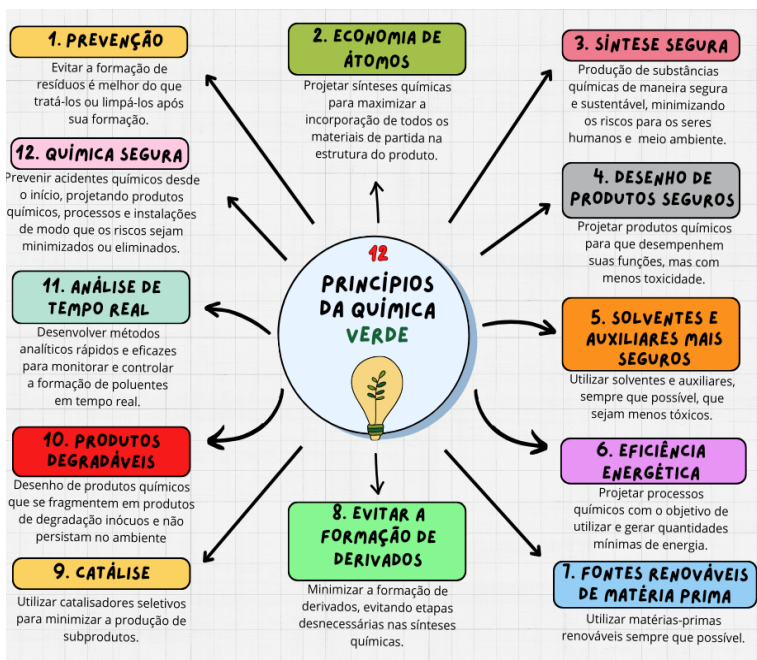 12
PRINCÍPIOS
DA QUÍMICA
VERDE
1. PREVENÇÃO
Evitar a formação de
resíduos é melhor do que
tratá-los ou limpá-los após
sua formação.
2. ECONOMIA DE
ÁTOMOS
Projetar sínteses químicas
para maximizar a
incorporação de todos os
materiais de partida na
estrutura do produto.
3. SÍNTESE SEGURA
Produção de substâncias
químicas de maneira segura
e sustentável, minimizando
os riscos para os seres
humanos e meio ambiente.
4. DESENHO DE
PRODUTOS SEGUROS
Projetar produtos químicos
para que desempenhem
suas funções, mas com
menos toxicidade.
5. SOLVENTES E
AUXILIARES MAIS
SEGUROS
Utilizar solventes e auxiliares,
sempre que possível, que
sejam menos tóxicos.
6. EFICIÊNCIA
ENERGÉTICA
Projetar processos
químicos com o objetivo de
utilizar e gerar quantidades
mínimas de energia.
7. FONTES RENOVÁVEIS
DE MATÉRIA PRIMA
Utilizar matérias-primas
renováveis sempre que possível.
8. EVITAR A
FORMAÇÃO DE
DERIVADOS
Minimizar a formação de
derivados, evitando etapas
desnecessárias nas sínteses
químicas.
9. CATÁLISE
Utilizar catalisadores seletivos
para minimizar a produção de
subprodutos.
10. PRODUTOS
DEGRADÁVEIS
Desenho de produtos químicos
que se fragmentem em produtos
de degradação inócuos e não
persistam no ambiente
11. ANÁLISE DE
TEMPO REAL
Desenvolver métodos
analíticos rápidos e eficazes
para monitorar e controlar
a formação de poluentes
em tempo real.
12. QUÍMICA SEGURA
Prevenir acidentes químicos desde
o início, projetando produtos
químicos, processos e instalações
de modo que os riscos sejam
minimizados ou eliminados.